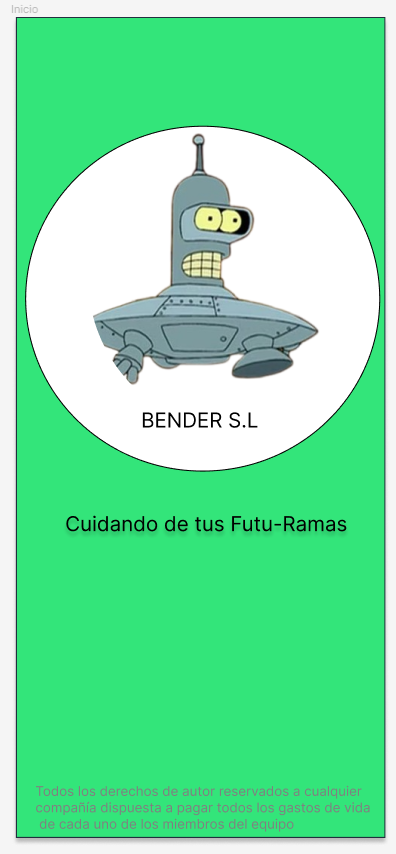 Inicio
BENDER S.L
Cuidando de tus Futu-Ramas
Todos los derechos de autor reservados a cualquier
compañía dispuesta a pagar todos los gastos de vida
de cada uno de los miembros del equipo